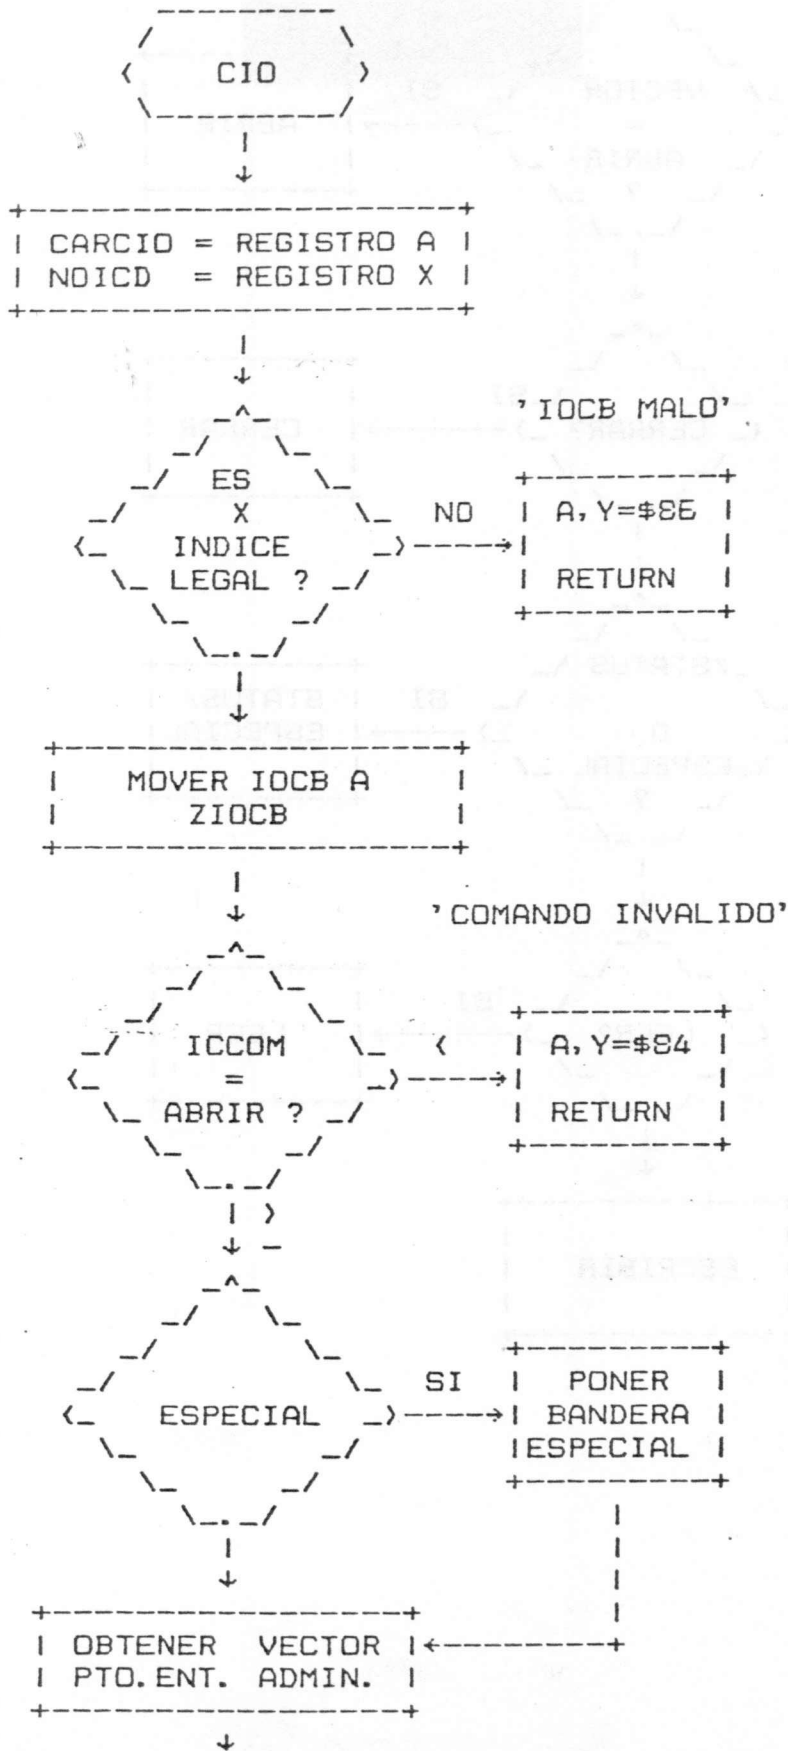 CIO
CARCIO = REGISTRO A
NOICD = REGISTRO X
'IOCB MALO'
ES
X
INDICE
LEGAL ?
NO
A,Y=$86
RETURN
MOVER IOCB A
ZIOCB
'COMANDO INVALIDO'
ICCOM
=
ABRIR ?
<
A,Y=$84
RETURN
>
ESPECIAL
SI
PONER
BANDERA
ESPECIAL
OBTENER VECTOR
PTO.ENT. ADMIN.